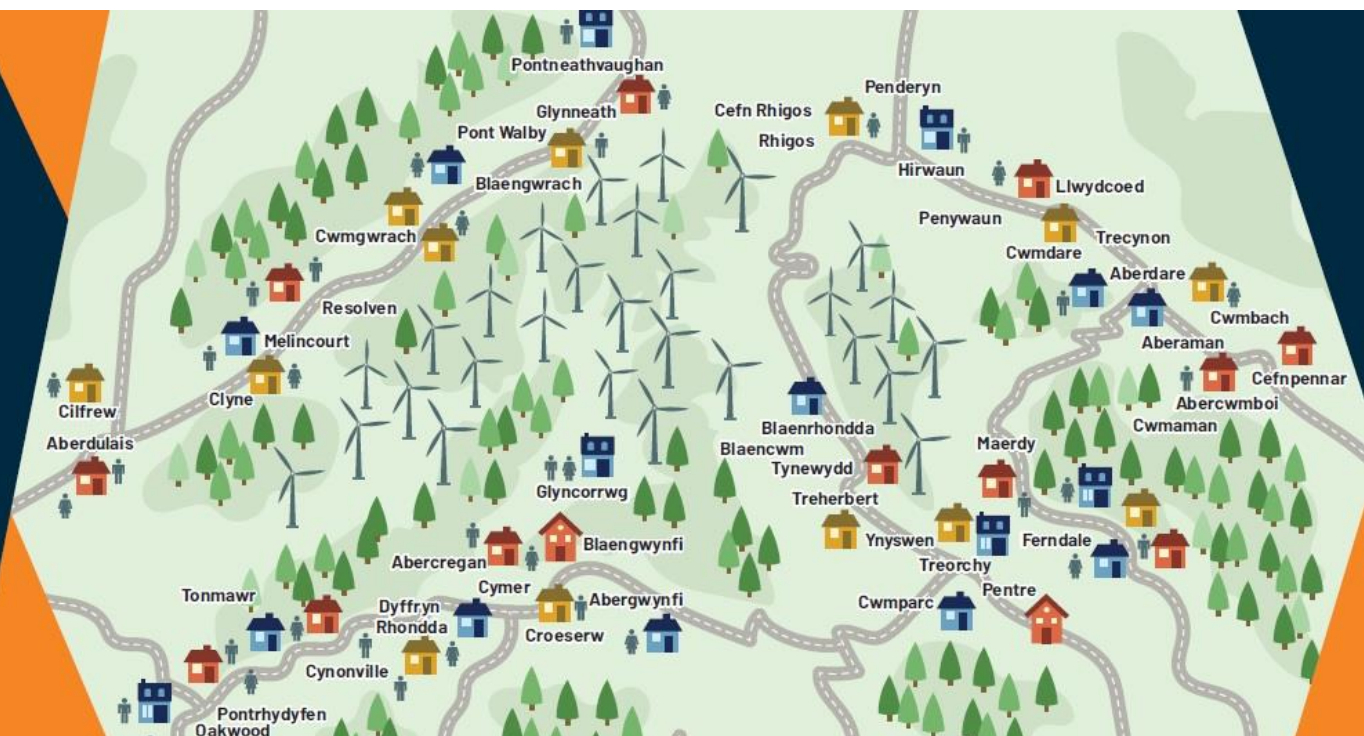 Pontneathvaughan
Glynneath
Penderyn
Cefn Rhigos
Pont Walby
Rhigos
Hirwaun
Blaengwrach
Llwydcoed
Penywaun
Cwmgwrach
Trecynon
Cwmdare
Aberdare
Resolven
Cwmbach
Melincourt
Aberaman
Cefnpennar
Clyne
Abercwmboi
Cilfrew
Cwmaman
Blaenrhondda
Aberdulais
Maerdy
Blaencwm
Tynewydd
Glyncorrwg
Treherbert
Ynyswen
Ferndale
Blaengwynfi
Abercregan
Treorchy
Cymer
Pentre
Tonmawr
Abergwynfi
Cwmparc
Dyffryn
Rhondda
Croeserw
Cynonville
Pontrhydyfen
Oakwood